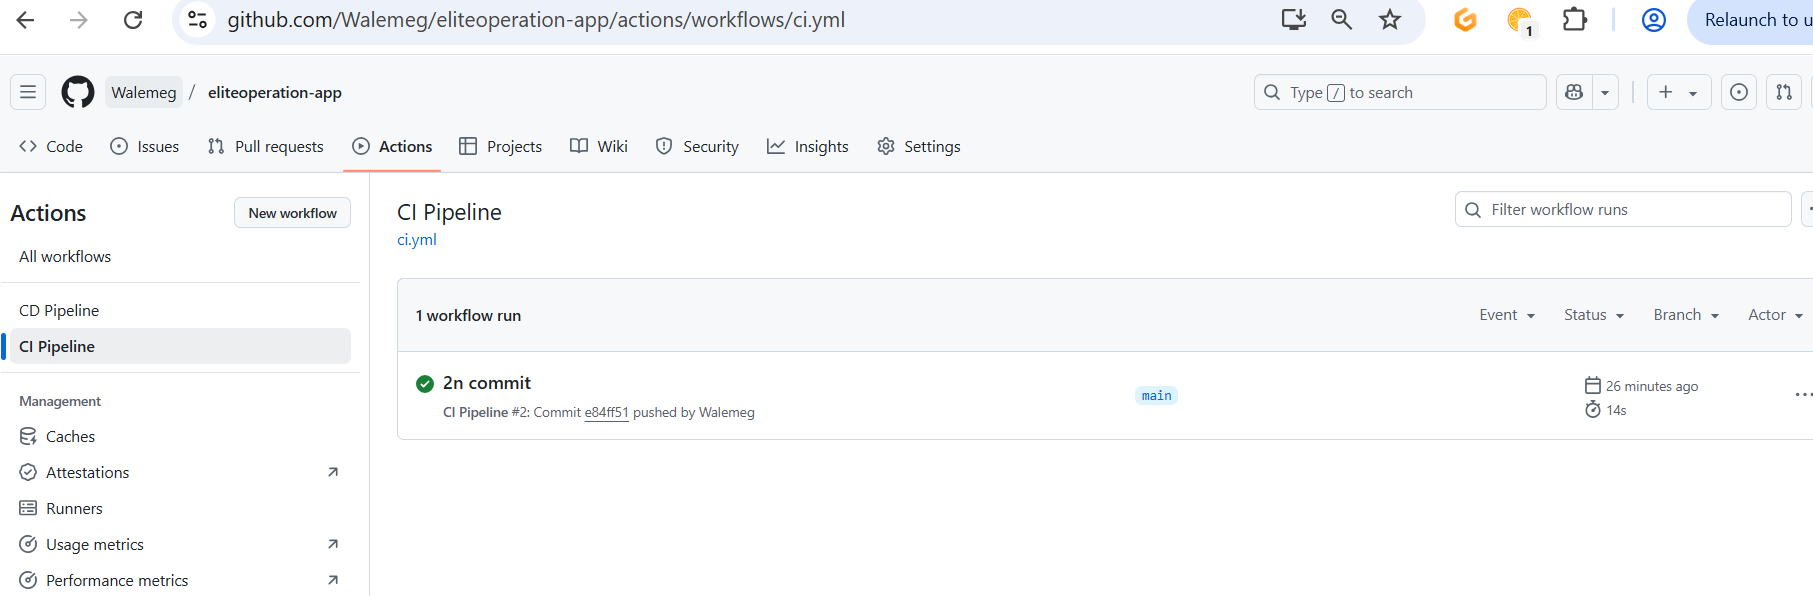 github.com/Walemeg/eliteoperation-app/actions/workflows/ci.yml
1
Relaunch to u
Walemeg / eliteoperation-app
Type / to search
Code Issues Pull requests Actions Projects Wiki Security Insights Settings
Actions
New workflow
All workflows
CD Pipeline
CI Pipeline
Management
Caches
Attestations
Runners
Usage metrics
Performance metrics
CI Pipeline
ci.yml
Filter workflow runs
1 workflow run
Event Status Branch Actor
2n commit
CI Pipeline #2: Commit e84ff51 pushed by Walemeg
main
26 minutes ago
14s